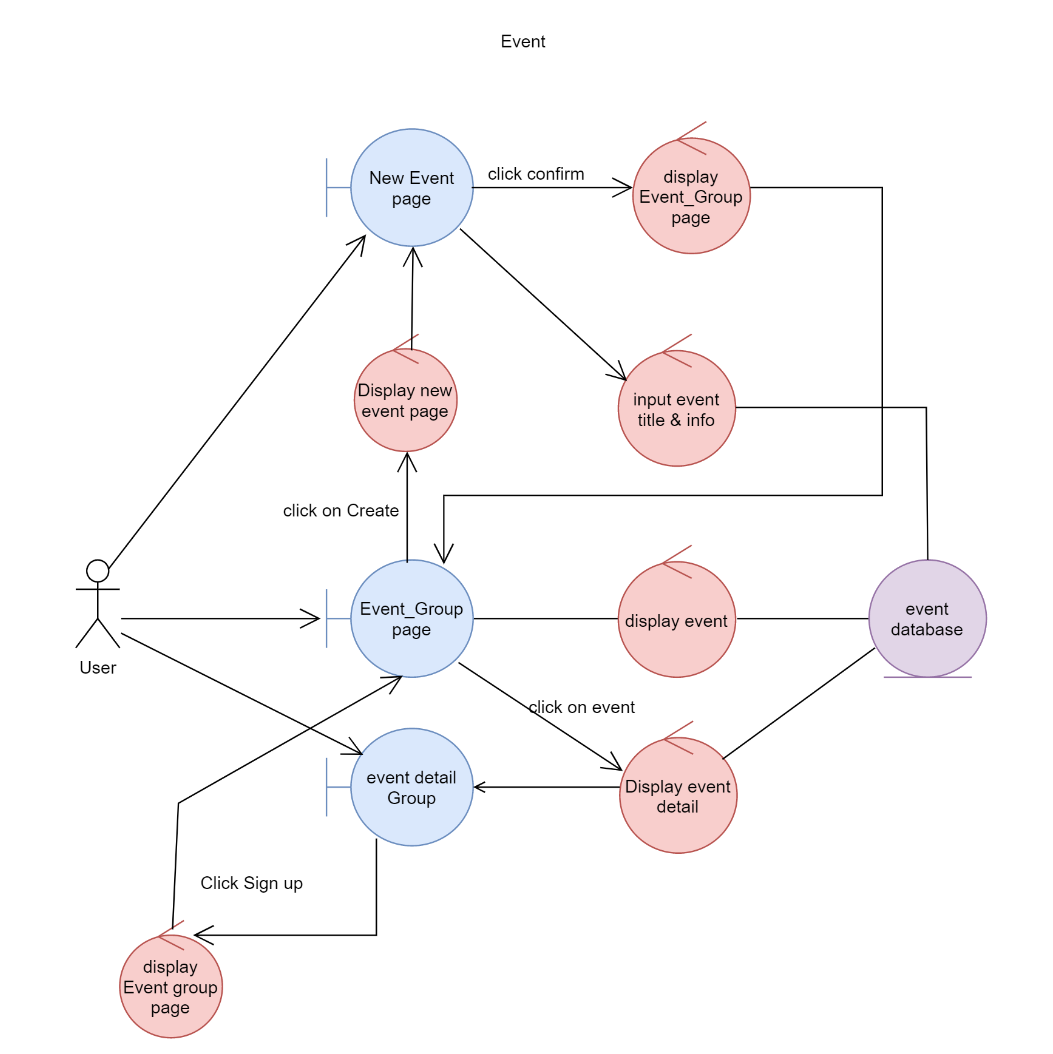 Event
New Event
page
click confirm
display
Event_Group
page
Display new
event page
input event
title & info
click on Create
Event_Group
page
display event
event
database
User
click on event
event detail
Group
Display event
detail
Click Sign up
display
Event group
page